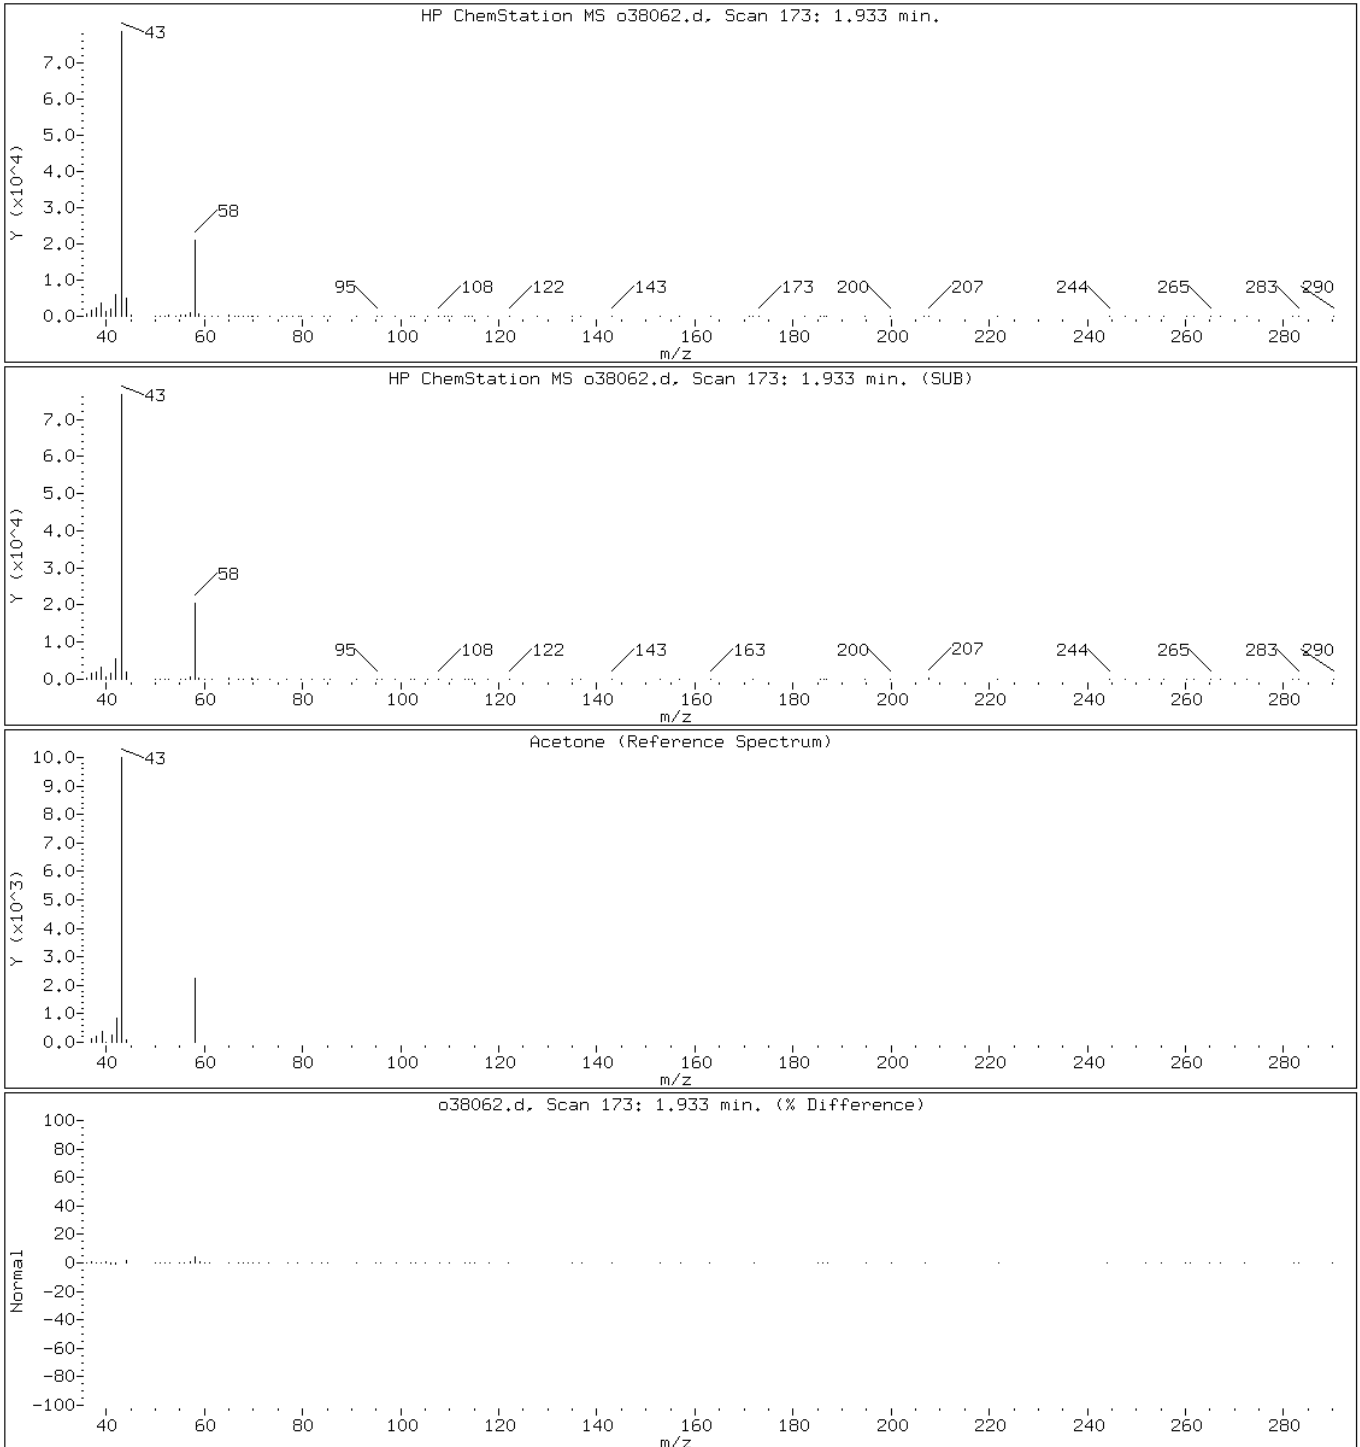 HP ChemStation MS o38062.d, Scan 173: 1.933 min.
43
7.0
6.0
5.0
4.0
3.0
2.0
1.0
0.0
Y (x10^4)
58
95 108 122 143 173 200 207 244 265 283 290
40 60 80 100 120 140 160 180 200 220 240 260 280
m/z
HP ChemStation MS o38062.d, Scan 173: 1.933 min. (SUB)
43
7.0
6.0
5.0
4.0
3.0
2.0
1.0
0.0
Y (x10^4)
58
95 108 122 143 163 200 207 244 265 283 290
40 60 80 100 120 140 160 180 200 220 240 260 280
m/z
Acetone (Reference Spectrum)
43
10.0
9.0
8.0
7.0
6.0
5.0
4.0
3.0
2.0
1.0
0.0
Y (x10^3)
40 60 80 100 120 140 160 180 200 220 240 260 280
m/z
o38062.d, Scan 173: 1.933 min. (% Difference)
100
80
60
40
20
0
-20
-40
-60
-80
-100
Normal
40 60 80 100 120 140 160 180 200 220 240 260 280
m/z